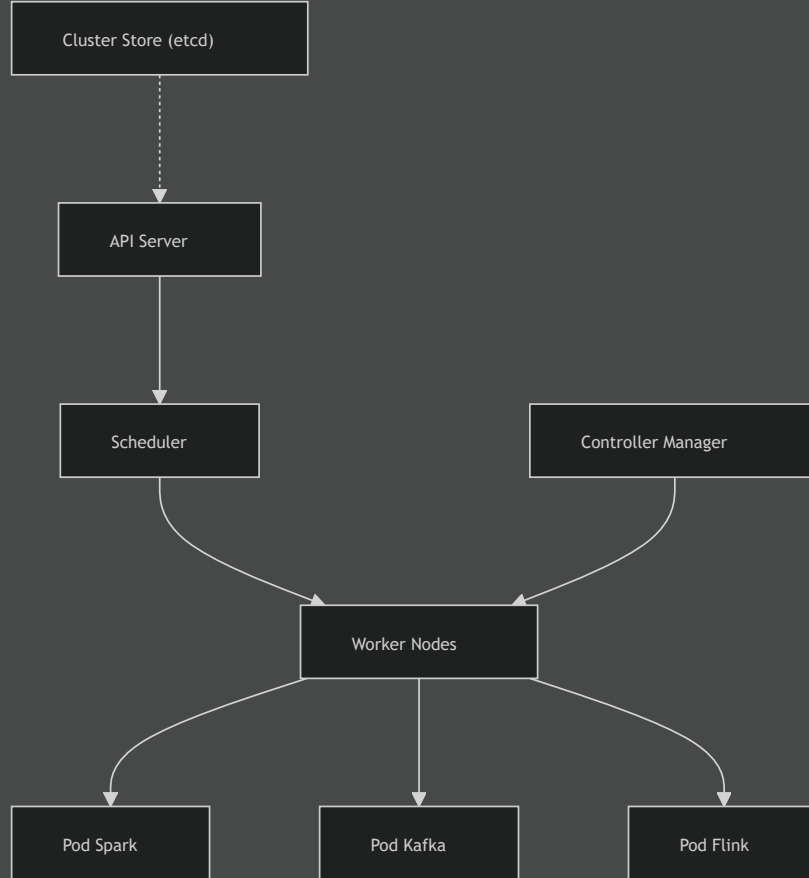 Cluster Store (etcd)
API Server
Scheduler
Controller Manager
Worker Nodes
Pod Spark
Pod Kafka
Pod Flink